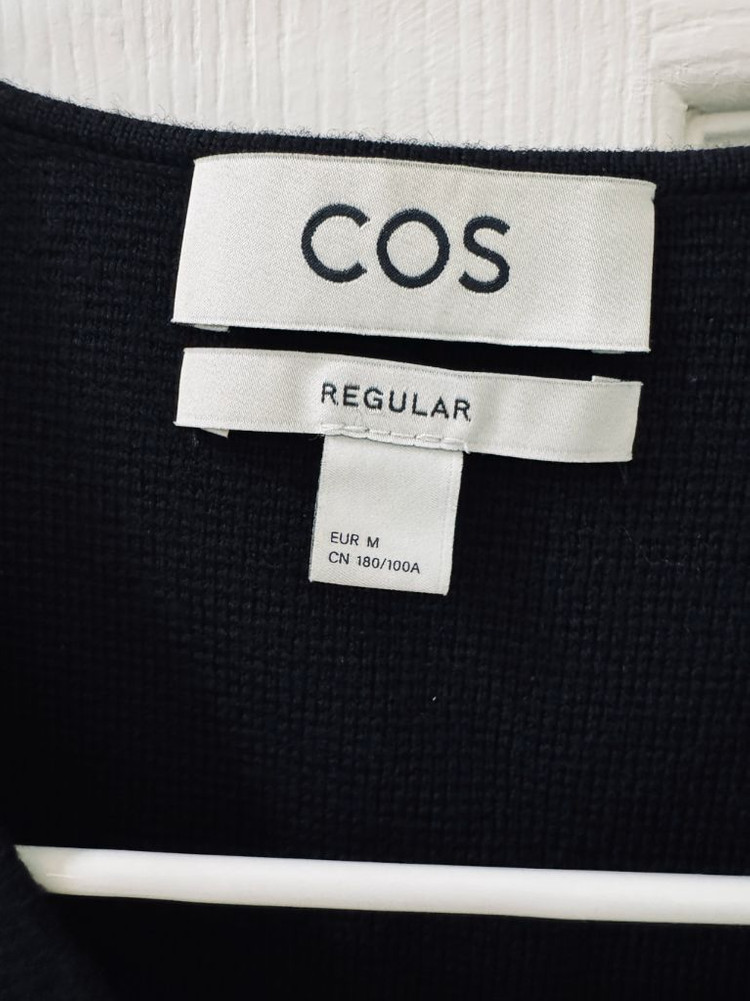 COS
REGULAR
EUR M
CN 180/100A